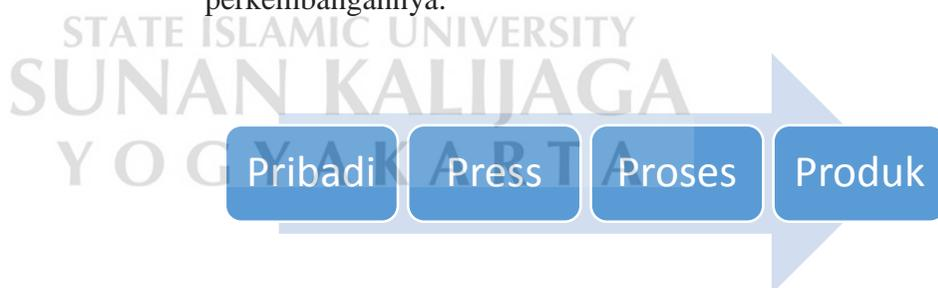 perkembangannya.
STATE ISLAMIC UNIVERSITY
SUNAN KALIJAGA
YOGYAKARTA
Pribadi Press Proses Produk